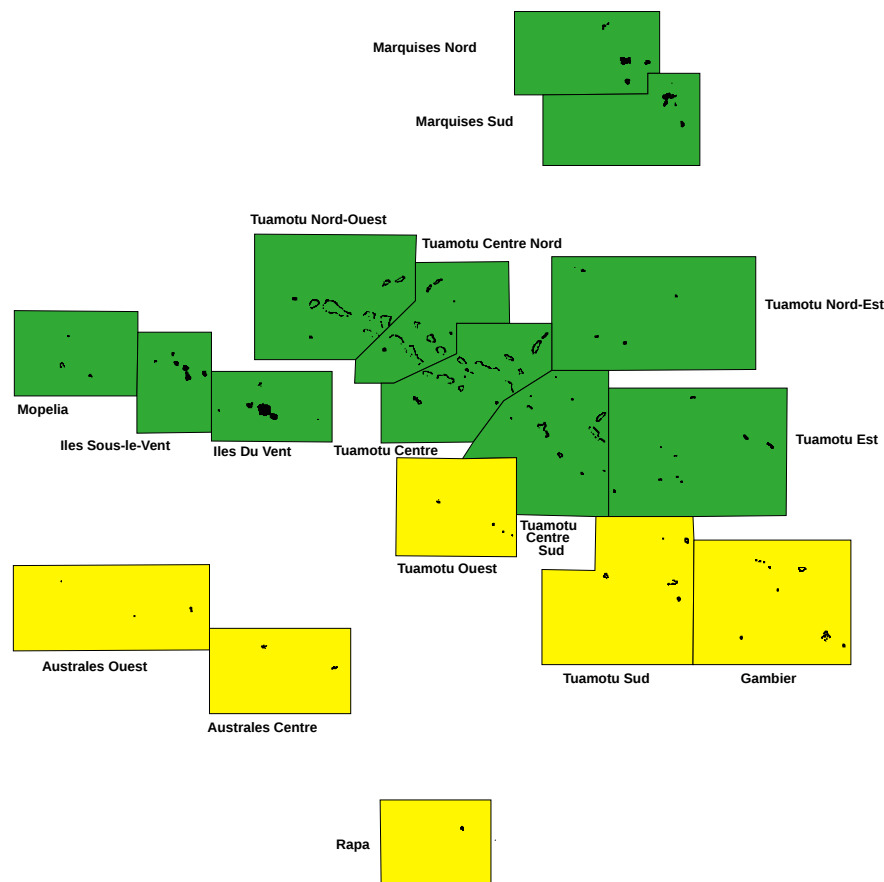 Marquises Nord
Marquises Sud
Tuamotu Nord-Ouest
Tuamotu Centre Nord
Tuamotu Nord-Est
Mopelia
Iles Sous-le-Vent
Iles Du Vent
Tuamotu Centre
Tuamotu Est
Tuamotu
Centre
Sud
Tuamotu Ouest
Australes Ouest
Tuamotu Sud
Gambier
Australes Centre
Rapa